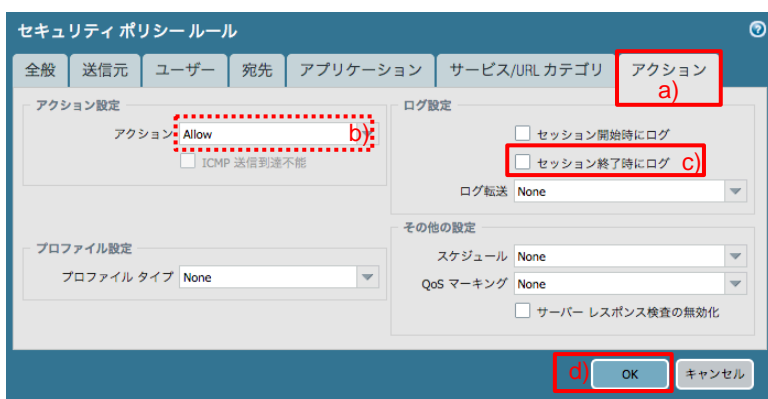 セキュリティ ポリシー ルール
全般 送信元 ユーザー 宛先 アプリケーション サービス/URL カテゴリ アクション
a)
アクション設定
アクション Allow b)
ICMP 送信到達不能
ログ設定
セッション開始時にログ
セッション終了時にログ c)
ログ転送 None
プロファイル設定
プロファイル タイプ None
その他の設定
スケジュール None
QoS マーキング None
サーバー レスポンス検査の無効化
d) OK キャンセル